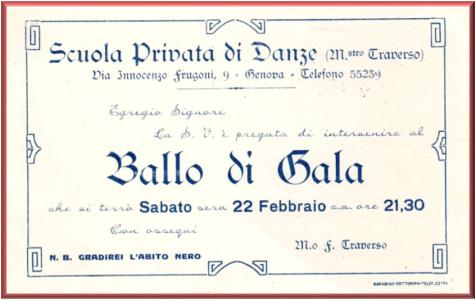 Scuola Privata di Danze (M.stro Traverso)
Via Innocenzo Frugoni, 9 - Genova - Telefono 55239
Egregio Signore
La S. V. è pregata di intervenire al
Ballo di Gala
che si terrà Sabato sera 22 Febbraio c.a. ore 21,30
Con ossequi
M.o F. Traverso
N. B. GRADIREI L'ABITO NERO